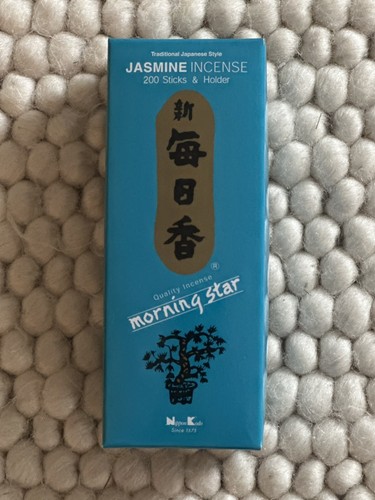 Traditional Japanese Style
JASMINE INCENSE
200 Sticks & Holder
新
毎
日
香
®
Quality Incense
morning star
Nippon Kodo
Since 1575